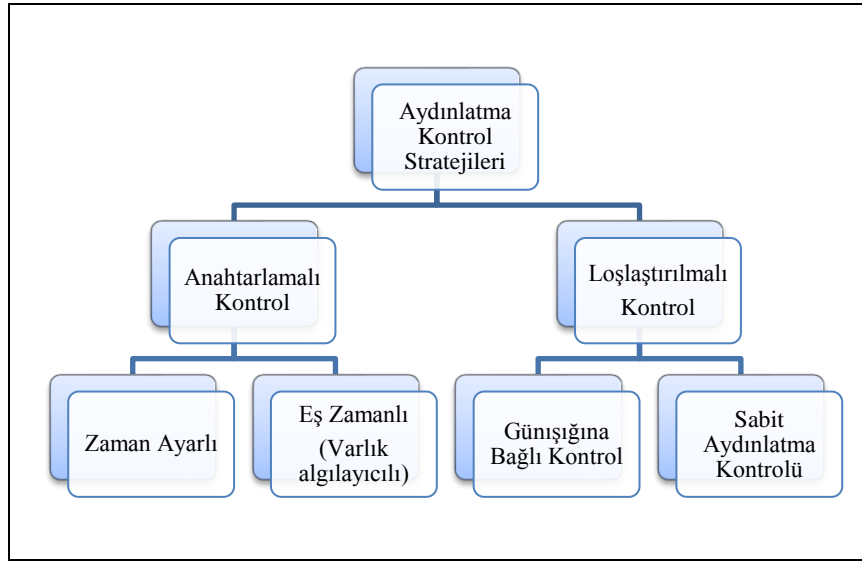 Aydınlatma
Kontrol
Stratejileri
Anahtarlamalı
Kontrol
Loşlaştırılmalı
Kontrol
Zaman Ayarlı
Eş Zamanlı
(Varlık
algılayıcılı)
Günışığına
Bağlı Kontrol
Sabit
Aydınlatma
Kontrolü